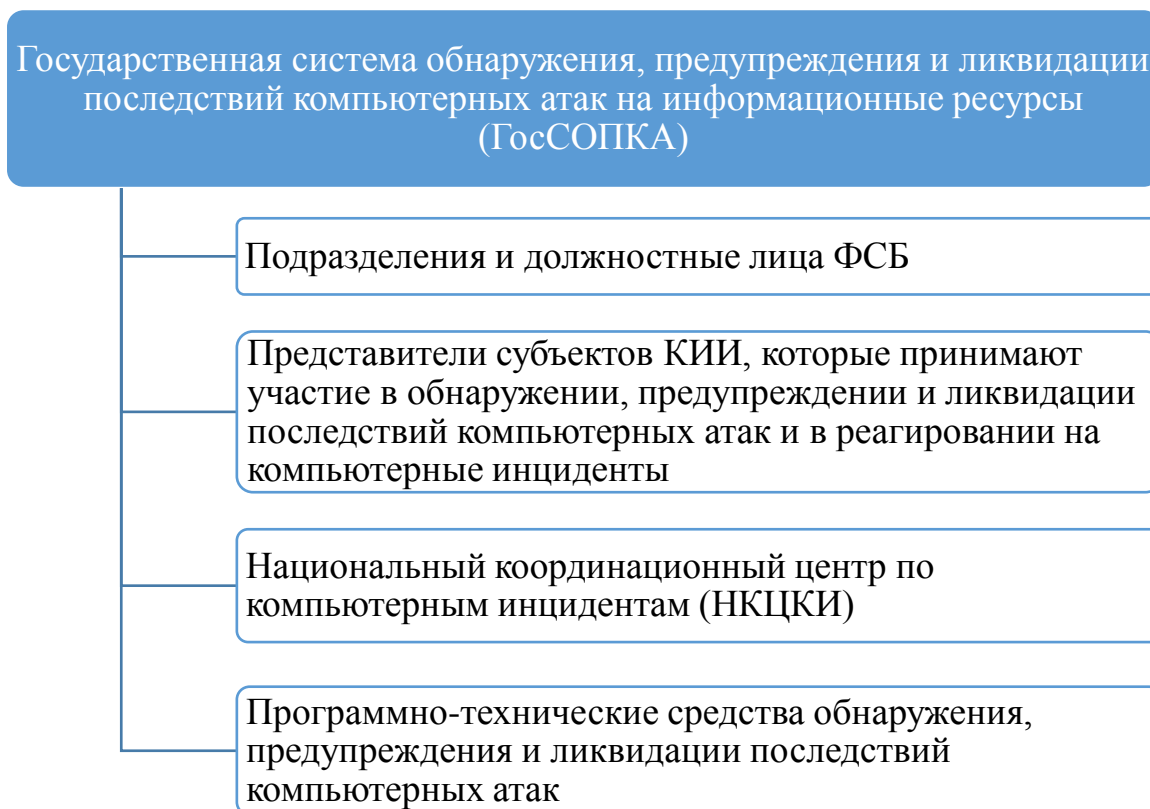 Государственная система обнаружения, предупреждения и ликвидации
последствий компьютерных атак на информационные ресурсы
(ГосСОПКА)
Подразделения и должностные лица ФСБ
Представители субъектов КИИ, которые принимают
участие в обнаружении, предупреждении и ликвидации
последствий компьютерных атак и в реагировании на
компьютерные инциденты
Национальный координационный центр по
компьютерным инцидентам (НКЦКИ)
Программно-технические средства обнаружения,
предупреждения и ликвидации последствий
компьютерных атак